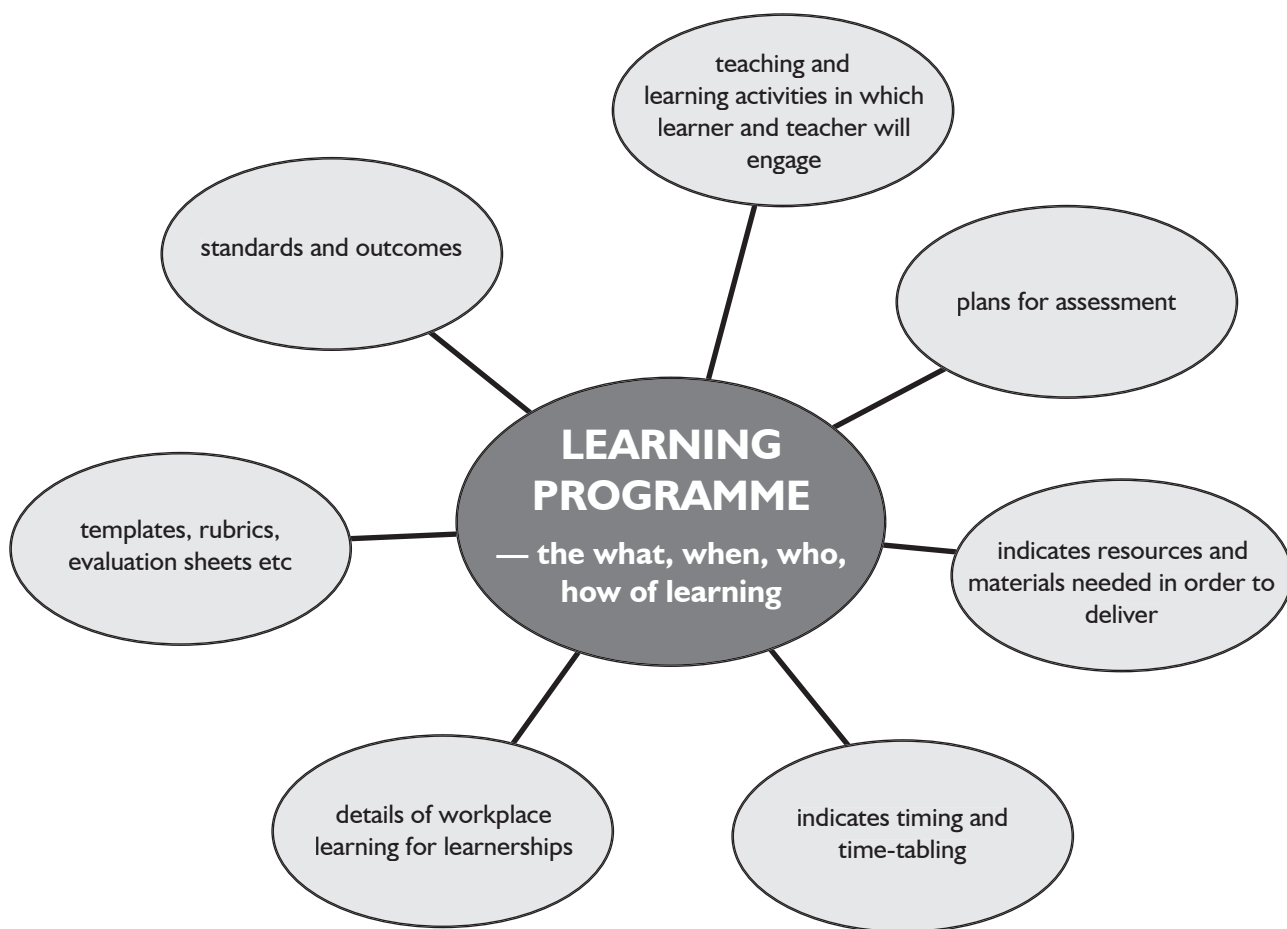 teaching and
learning activities in which
learner and teacher will
engage
standards and outcomes
plans for assessment
LEARNING
PROGRAMME
— the what, when, who,
how of learning
templates, rubrics,
evaluation sheets etc
indicates resources and
materials needed in order to
deliver
details of workplace
learning for learnerships
indicates timing and
time-tabling